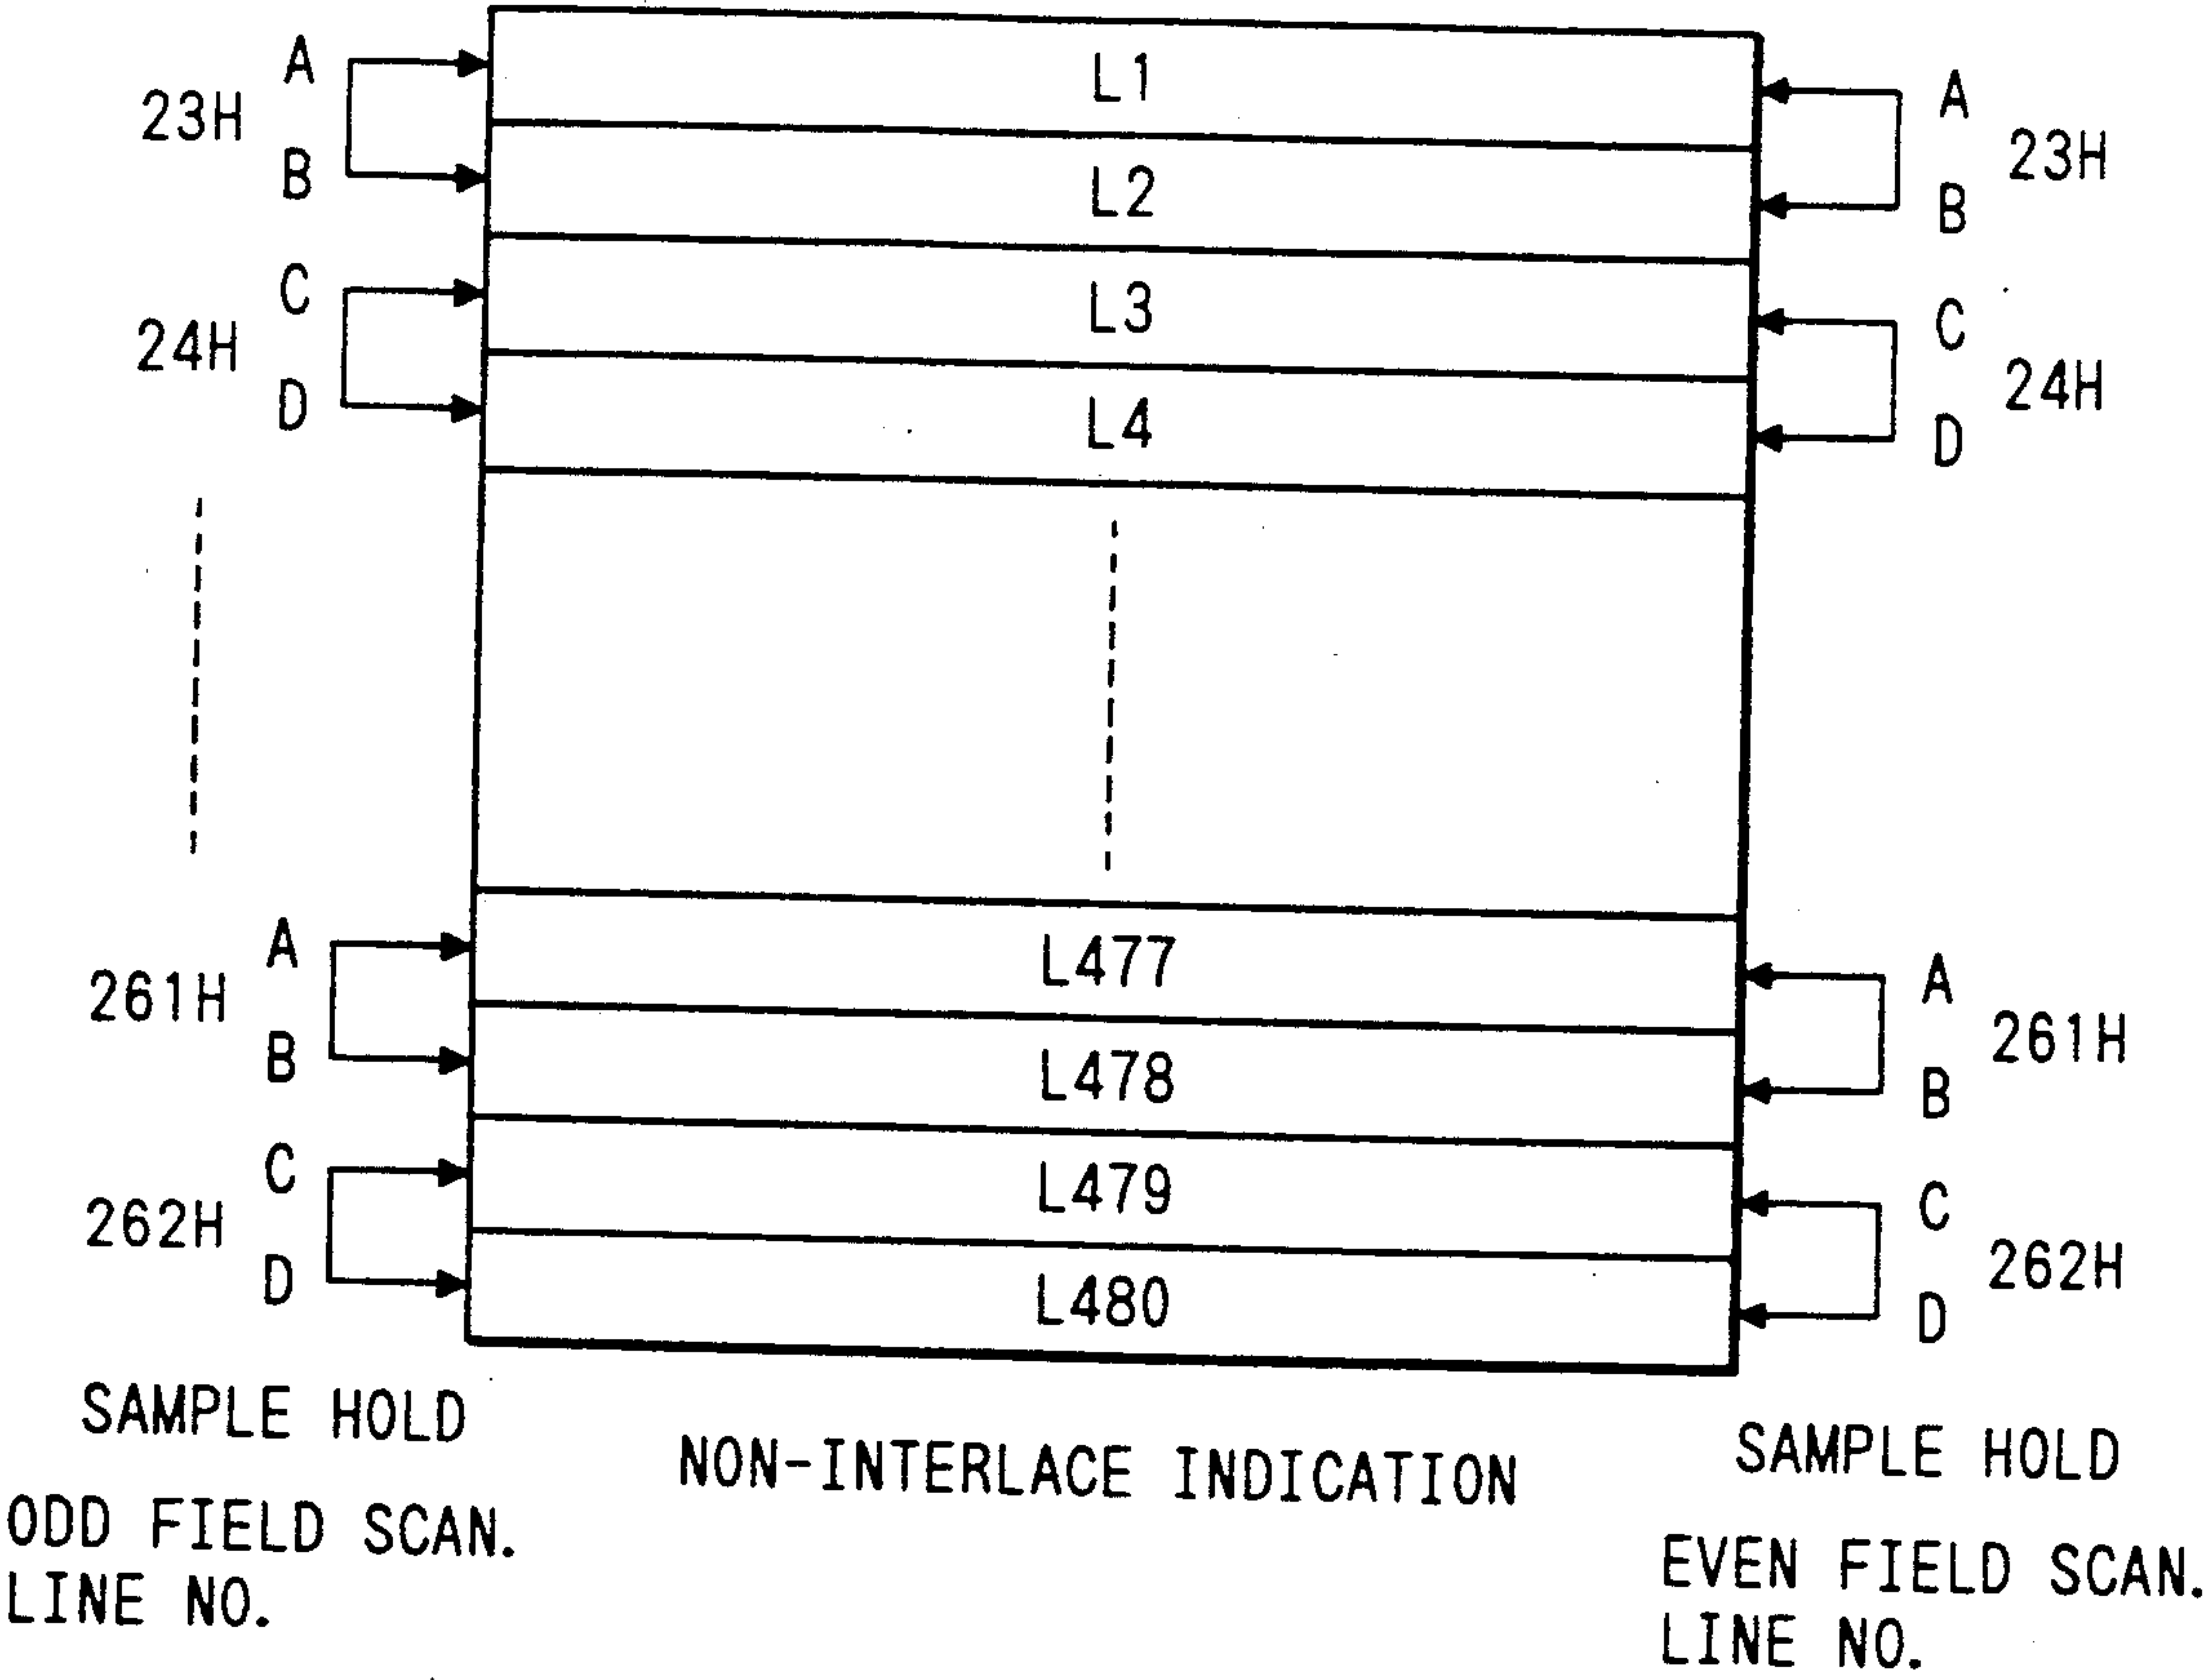 A L1 A
23H 23H
B L2 B
C L3 C
24H 24H
D L4 D
A L477 A
261H 261H
B L478 B
C L479 C
262H 262H
D L480 D
SAMPLE HOLD
ODD FIELD SCAN.
LINE NO.
NON-INTERLACE INDICATION
SAMPLE HOLD
EVEN FIELD SCAN.
LINE NO.